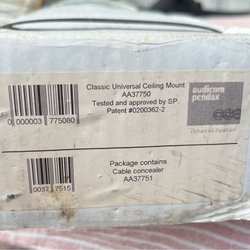 Classic Universal Ceiling Mount
AA37750
Tested and approved by SP.
Patent #0200362-2
audicom
pendax
0 000003 775080
Package contains
Cable concealer
AA37751
0037 7515